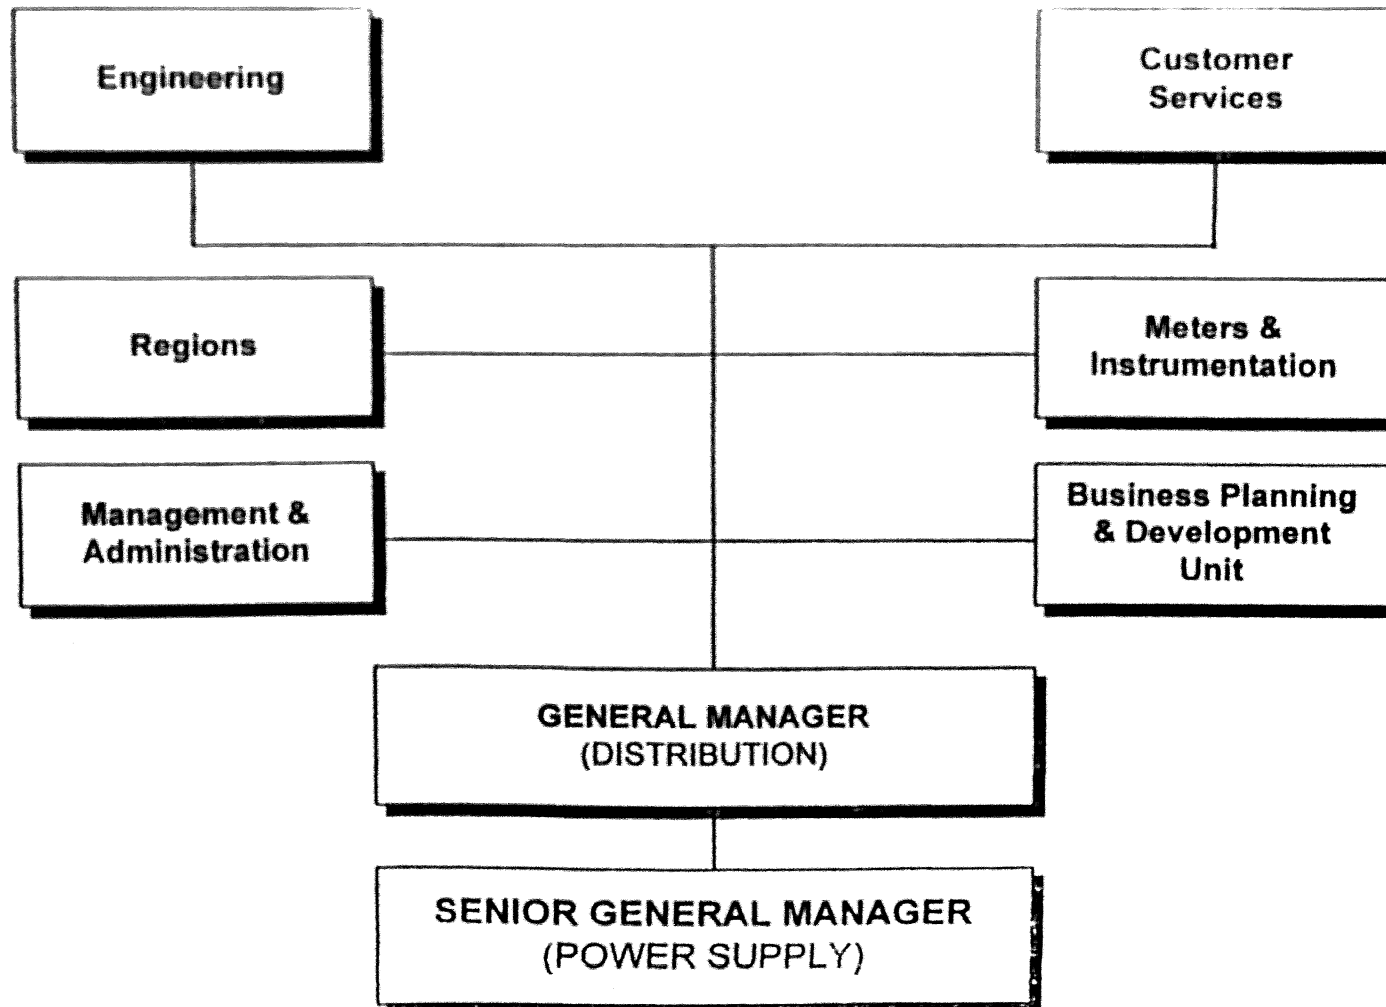 Engineering
Customer
Services
Regions
Meters &
Instrumentation
Management &
Administration
Business Planning
& Development
Unit
GENERAL MANAGER
(DISTRIBUTION)
SENIOR GENERAL MANAGER
(POWER SUPPLY)